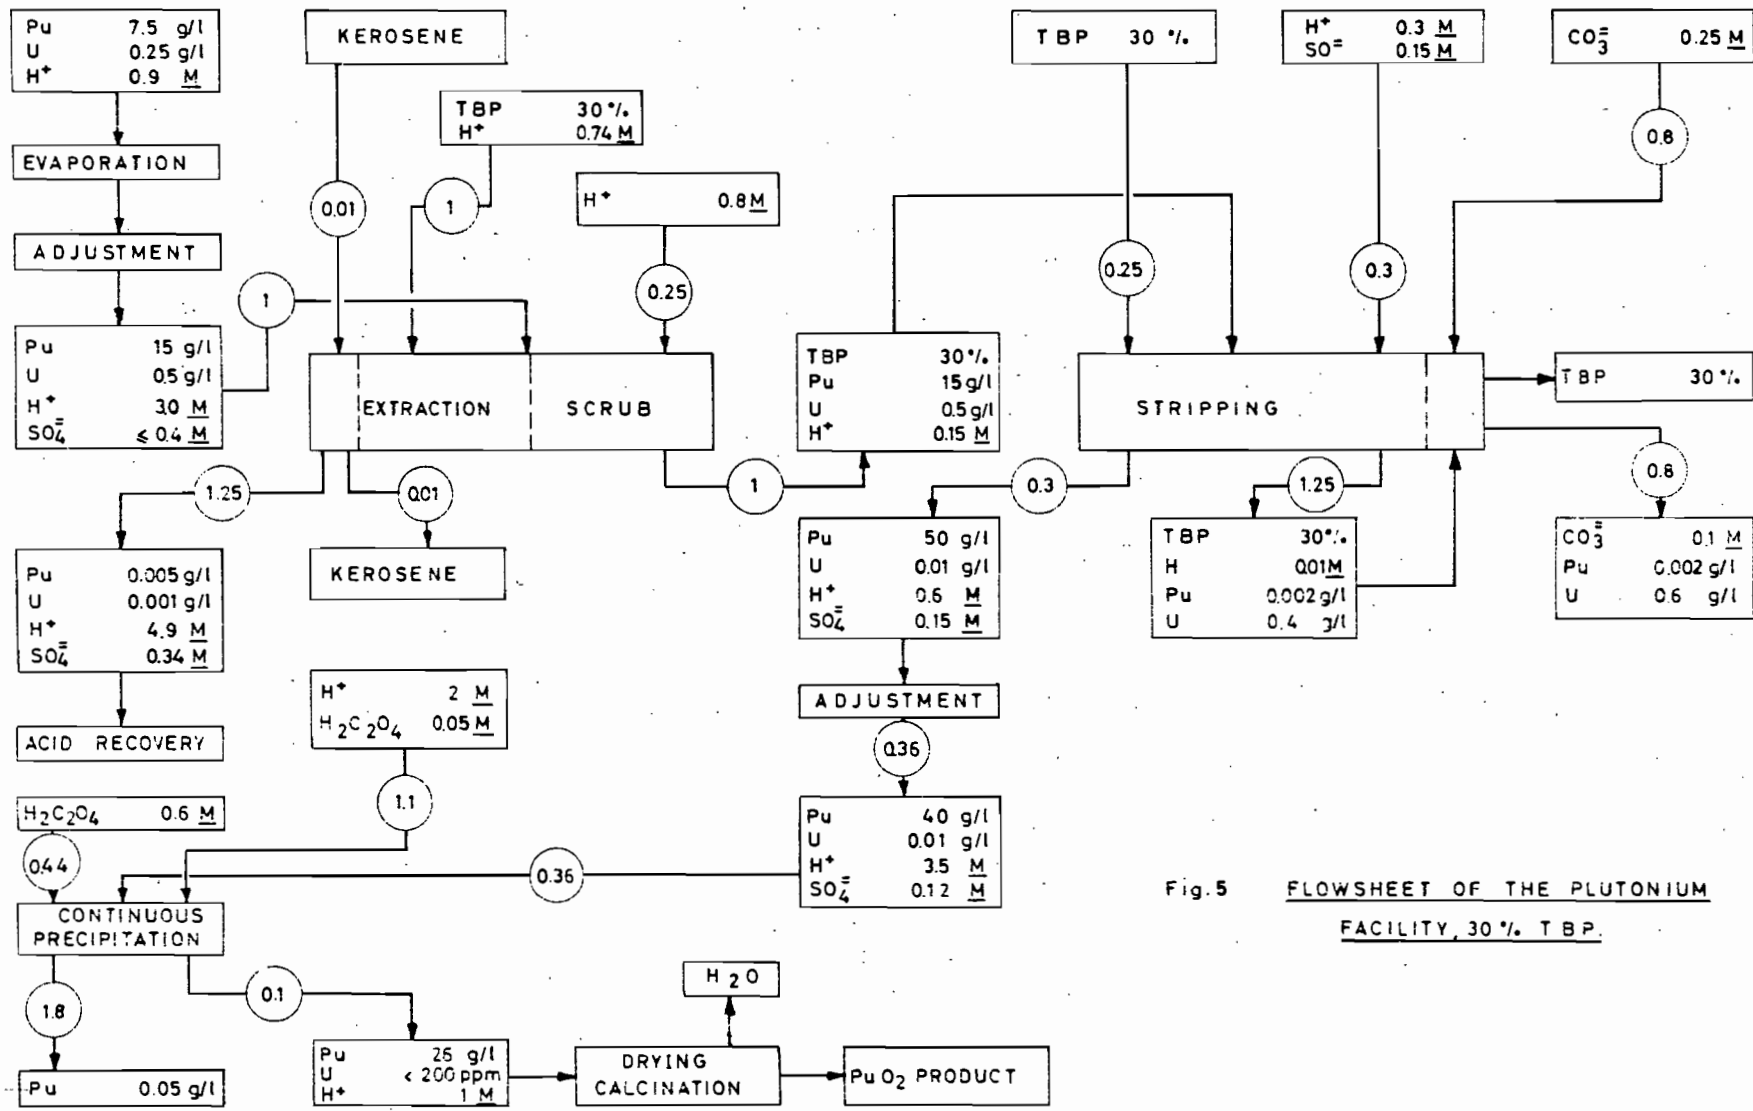 Pu 7.5 g/l
U 0.25 g/l
H+ 0.9 M
EVAPORATION
ADJUSTMENT
Pu 15 g/l
U 0.5 g/l
H+ 3.0 M
SO4= ≤ 0.4 M
1
KEROSENE
0.01
TBP 30%
H+ 0.74 M
1
H+ 0.8 M
0.25
EXTRACTION SCRUB
1.25
0.01
KEROSENE
1
Pu 0.005 g/l
U 0.001 g/l
H+ 4.9 M
SO4= 0.34 M
ACID RECOVERY
TBP 30%
Pu 15 g/l
U 0.5 g/l
H+ 0.15 M
TBP 30 %
0.25
H+ 0.3 M
SO= 0.15 M
0.3
CO3= 0.25 M
0.8
STRIPPING
TBP 30%
0.3
1.25
0.8
Pu 50 g/l
U 0.01 g/l
H+ 0.6 M
SO4= 0.15 M
TBP 30%
H 0.01 M
Pu 0.002 g/l
U 0.4 g/l
CO3= 0.1 M
Pu 0.002 g/l
U 0.6 g/l
ADJUSTMENT
0.36
Pu 40 g/l
U 0.01 g/l
H+ 3.5 M
SO4= 0.12 M
0.36
H+ 2 M
H2C2O4 0.05 M
1.1
H2C2O4 0.6 M
0.44
CONTINUOUS
PRECIPITATION
1.8
0.1
Pu 0.05 g/l
Pu 25 g/l
U < 200 ppm
H+ 1 M
DRYING
CALCINATION
H2O
PuO2 PRODUCT
Fig.5 FLOWSHEET OF THE PLUTONIUM
FACILITY, 30 % TBP.